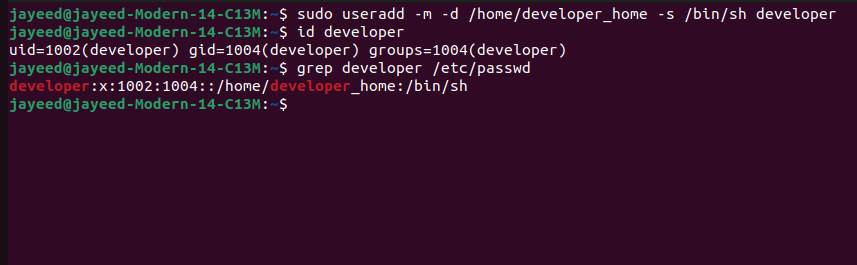 jayeed@jayeed-Modern-14-C13M:~$ sudo useradd -m -d /home/developer_home -s /bin/sh developer
jayeed@jayeed-Modern-14-C13M:~$ id developer
uid=1002(developer) gid=1004(developer) groups=1004(developer)
jayeed@jayeed-Modern-14-C13M:~$ grep developer /etc/passwd
developer:x:1002:1004::/home/developer_home:/bin/sh
jayeed@jayeed-Modern-14-C13M:~$